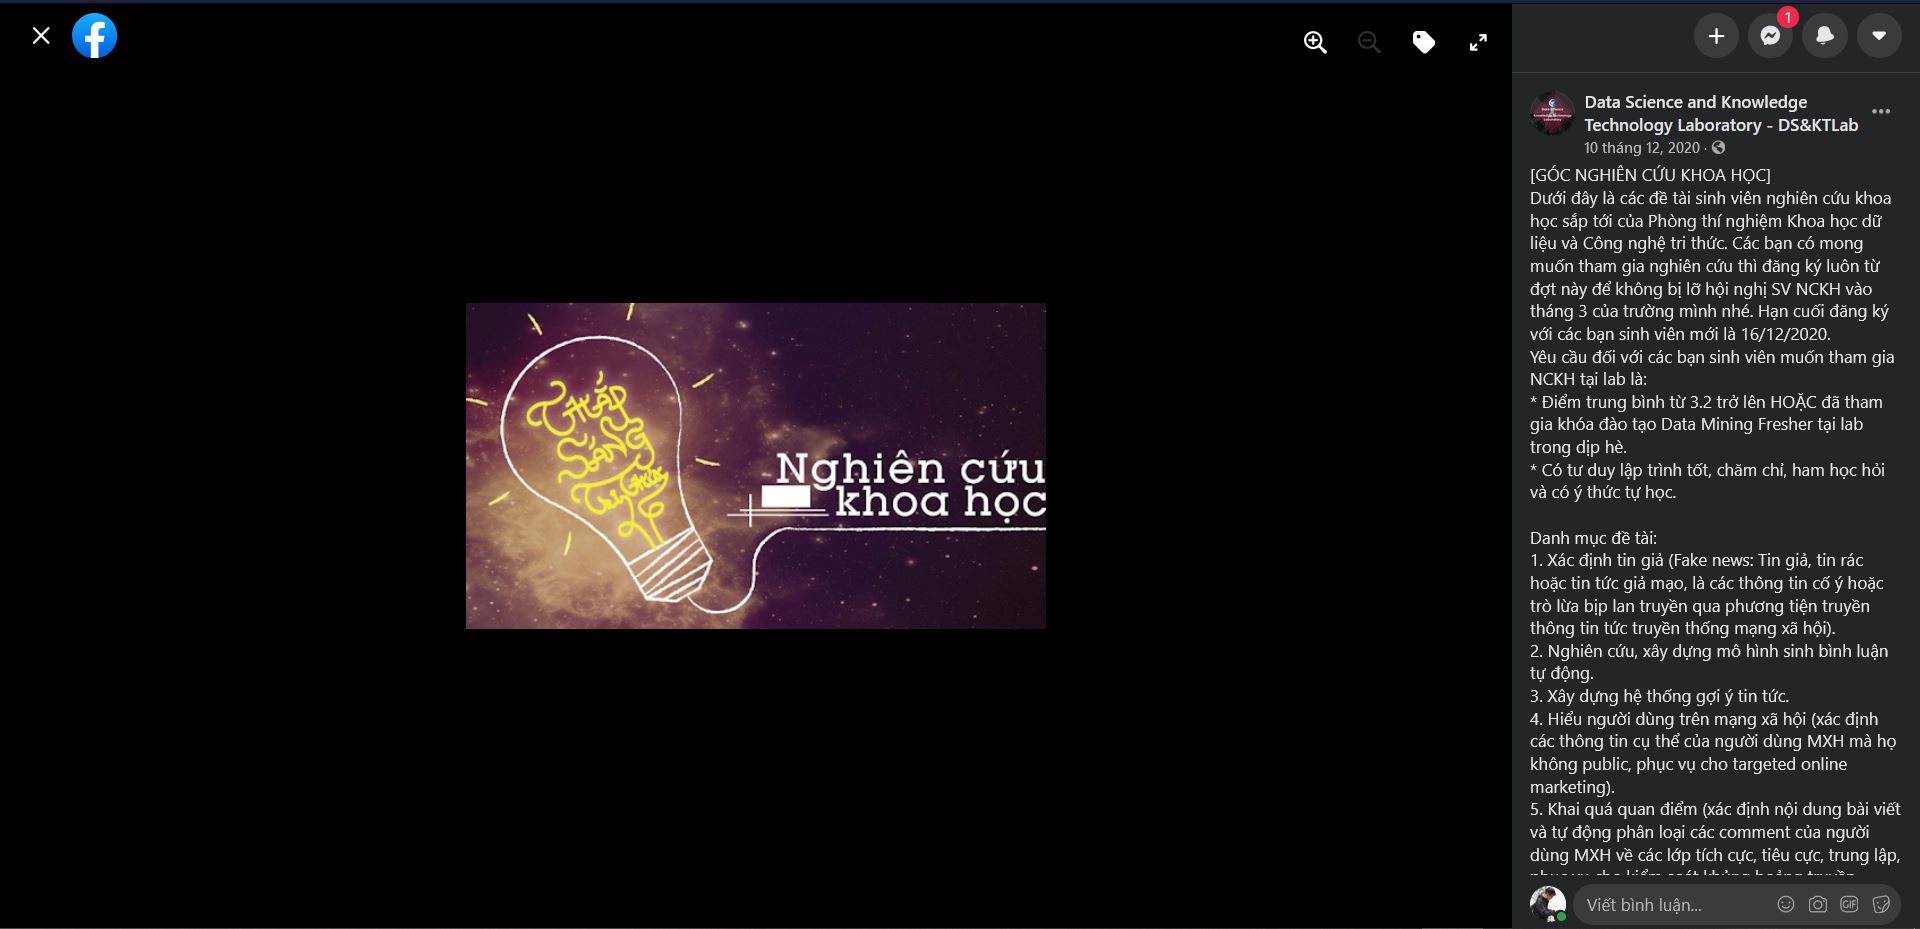 1
Data Science and Knowledge
Technology Laboratory - DS&KTLab
10 tháng 12, 2020 ·
[GÓC NGHIÊN CỨU KHOA HỌC]
Dưới đây là các đề tài sinh viên nghiên cứu khoa
học sắp tới của Phòng thí nghiệm Khoa học dữ
liệu và Công nghệ tri thức. Các bạn có mong
muốn tham gia nghiên cứu thì đăng ký luôn từ
đợt này để không bị lỡ hội nghị SV NCKH vào
tháng 3 của trường mình nhé. Hạn cuối đăng ký
với các bạn sinh viên mới là 16/12/2020.
Yêu cầu đối với các bạn sinh viên muốn tham gia
NCKH tại lab là:
* Điểm trung bình từ 3.2 trở lên HOẶC đã tham
gia khóa đào tạo Data Mining Fresher tại lab
trong dịp hè.
* Có tư duy lập trình tốt, chăm chỉ, ham học hỏi
và có ý thức tự học.
Danh mục đề tài:
1. Xác định tin giả (Fake news: Tin giả, tin rác
hoặc tin tức giả mạo, là các thông tin cố ý hoặc
trò lừa bịp lan truyền qua phương tiện truyền
thông tin tức truyền thống mạng xã hội).
2. Nghiên cứu, xây dựng mô hình sinh bình luận
tự động.
3. Xây dựng hệ thống gợi ý tin tức.
4. Hiểu người dùng trên mạng xã hội (xác định
các thông tin cụ thể của người dùng MXH mà họ
không public, phục vụ cho targeted online
marketing).
5. Khai quá quan điểm (xác định nội dung bài viết
và tự động phân loại các comment của người
dùng MXH về các lớp tích cực, tiêu cực, trung lập,
Viết bình luận...
GIF
Thắp
sáng
Nghiên cứu
khoa học